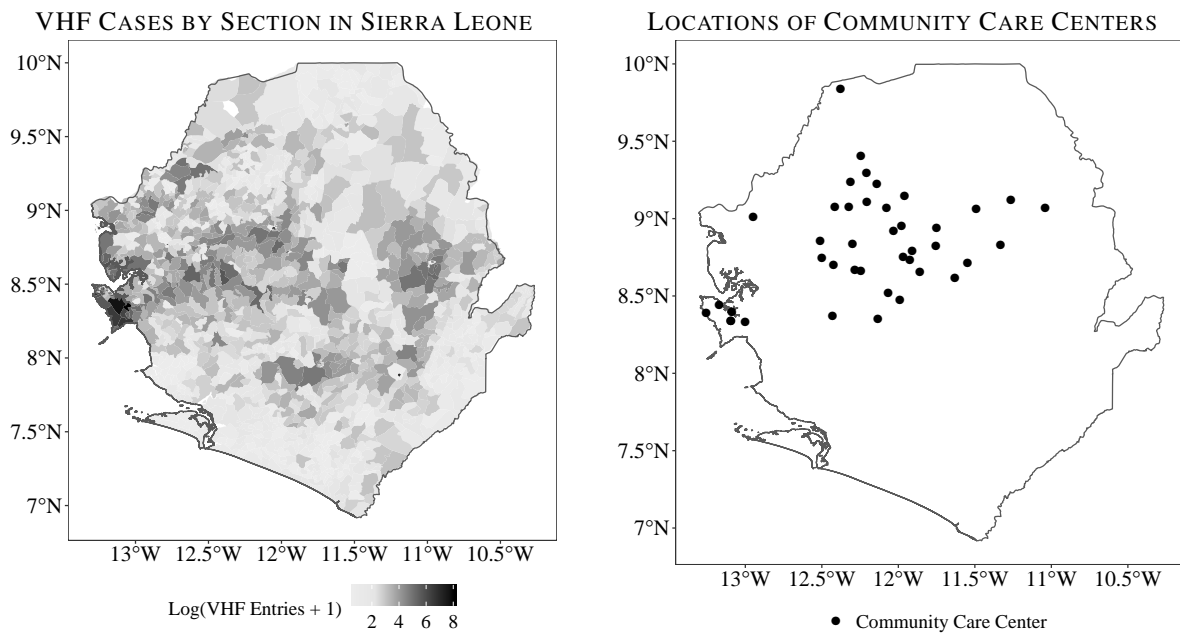 VHF CASES BY SECTION IN SIERRA LEONE
10°N
9.5°N
9°N
8.5°N
8°N
7.5°N
7°N
13°W 12.5°W 12°W 11.5°W 11°W 10.5°W
Log(VHF Entries + 1)
2 4 6 8
LOCATIONS OF COMMUNITY CARE CENTERS
10°N
9.5°N
9°N
8.5°N
8°N
7.5°N
7°N
13°W 12.5°W 12°W 11.5°W 11°W 10.5°W
Community Care Center